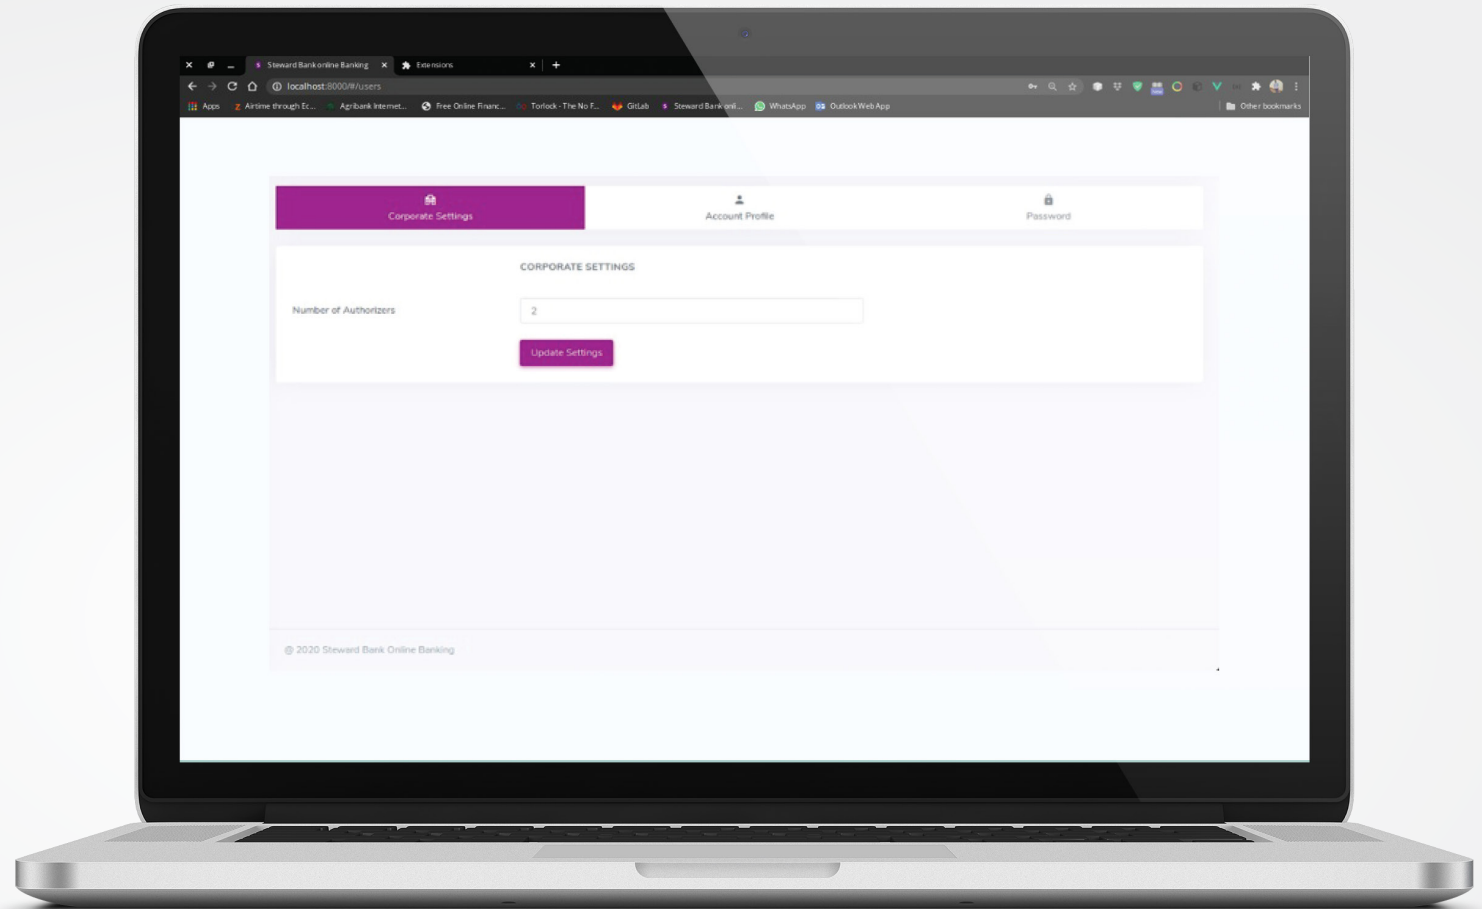 Steward Bank online Banking
Extensions
localhost:8000/#/users
Apps
Airtime through Ec...
Agribank Internet...
Free Online Financ...
Torlock - The No F...
GitLab
Steward Bank onli...
WhatsApp
Outlook Web App
Other bookmarks
Corporate Settings
Account Profile
Password
CORPORATE SETTINGS
Number of Authorizers
2
Update Settings
@ 2020 Steward Bank Online Banking